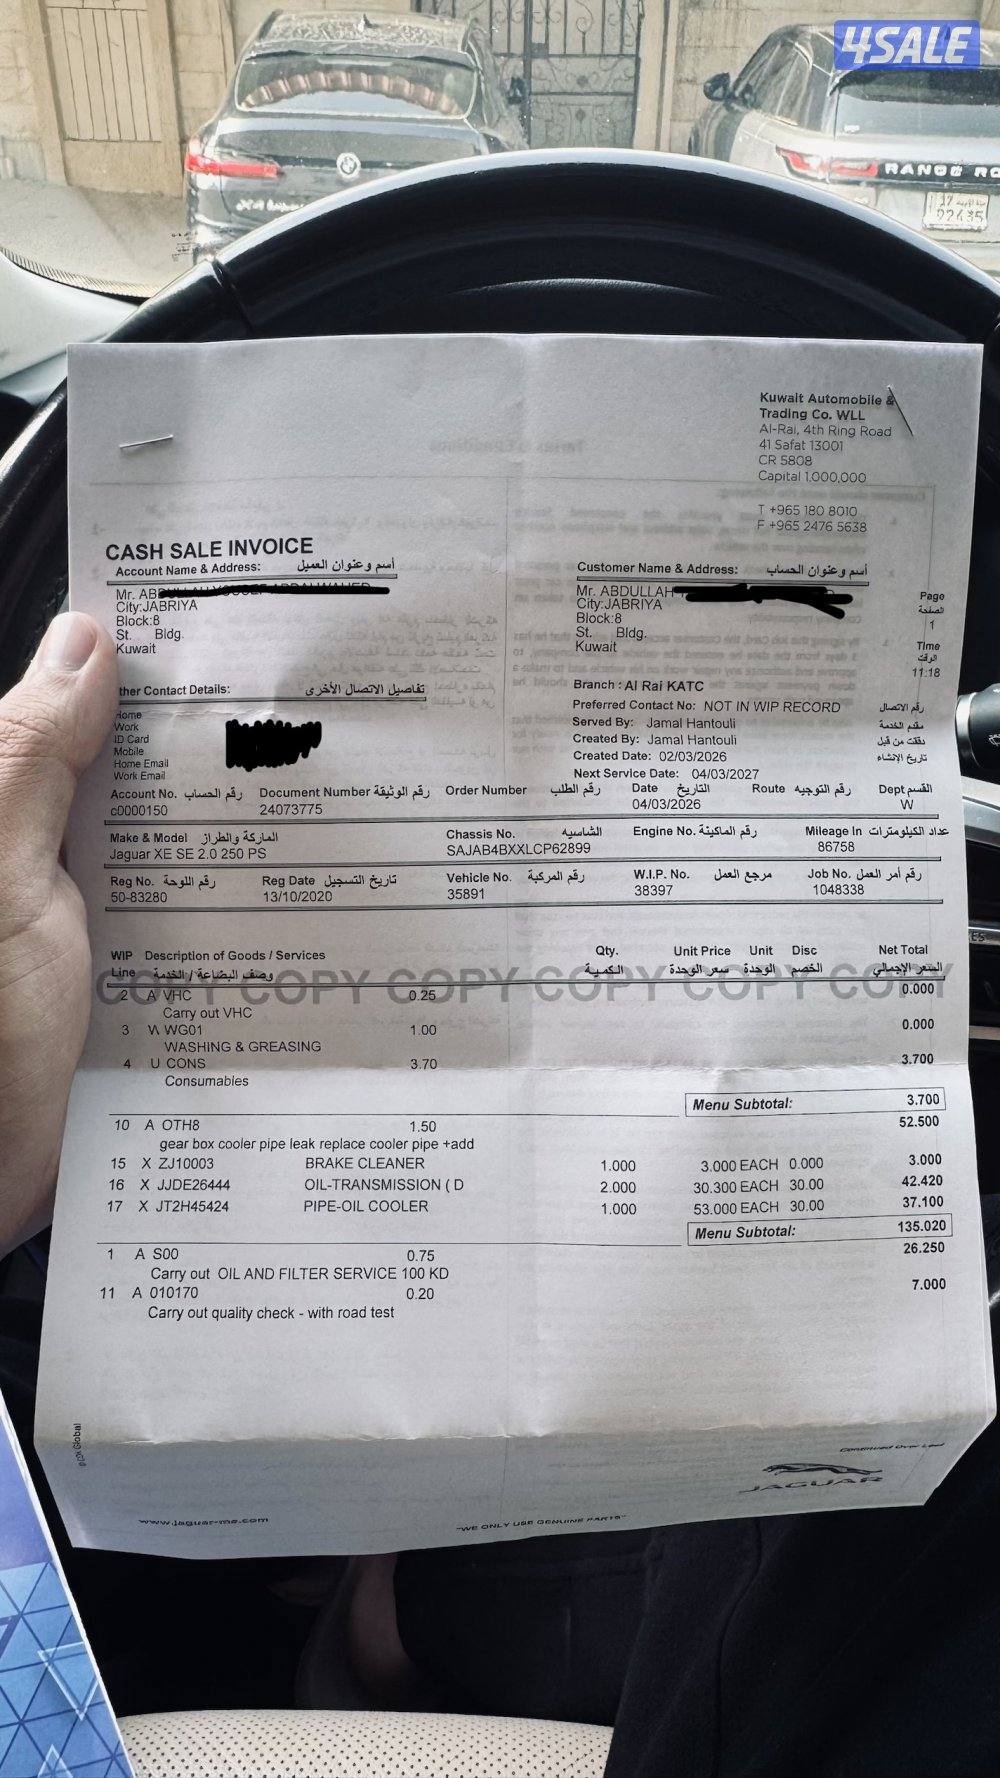 4SALE
RANGE RO
17
22435
Kuwait Automobile &
Trading Co. WLL
Al-Rai, 4th Ring Road
41 Safat 13001
CR 5808
Capital 1.000,000
T +965 180 8010
F +965 2476 5638
CASH SALE INVOICE
Account Name & Address: أسم وعنوان العميل
Mr.
City:JABRIYA
Block:8
St. Bldg.
Kuwait
Customer Name & Address: أسم وعنوان الحساب
Mr. ABDULLAH
City:JABRIYA
Block:8
St. Bldg.
Kuwait
Page
الصفحة
1
Time
الوقت
11:18
ther Contact Details: تفاصيل الاتصال الأخرى
Home
Work
ID Card
Mobile
Home Email
Work Email
Branch : Al Rai KATC
Preferred Contact No: NOT IN WIP RECORD رقم الاتصال
Served By: Jamal Hantouli مقدم الخدمة
Created By: Jamal Hantouli دققت من قبل
Created Date: 02/03/2026 تاريخ الإنشاء
Next Service Date: 04/03/2027
Account No. رقم الحساب Document Number رقم الوثيقة Order Number رقم الطلب Date التاريخ Route رقم التوجيه Dept القسم
c0000150 24073775 04/03/2026 W
Make & Model الماركة والطراز Chassis No. الشاسيه Engine No. رقم الماكينة Mileage In عداد الكيلومترات
Jaguar XE SE 2.0 250 PS SAJAB4BXXLCP62899 86758
Reg No. رقم اللوحة Reg Date تاريخ التسجيل Vehicle No. رقم المركبة W.I.P. No. مرجع العمل Job No. رقم أمر العمل
50-83280 13/10/2020 35891 38397 1048338
WIP Description of Goods / Services Qty. Unit Price Unit Disc Net Total
Line وصف البضاعة / الخدمة الكمية سعر الوحدة الوحدة الخصم السعر الإجمالي
COPY COPY COPY COPY COPY COPY
2 A VHC 0.25 0.000
Carry out VHC
3 W WG01 1.00 0.000
WASHING & GREASING
4 U CONS 3.70 3.700
Consumables
Menu Subtotal: 3.700
10 A OTH8 1.50 52.500
gear box cooler pipe leak replace cooler pipe +add
15 X ZJ10003 BRAKE CLEANER 1.000 3.000 EACH 0.000 3.000
16 X JJDE26444 OIL-TRANSMISSION ( D 2.000 30.300 EACH 30.00 42.420
17 X JT2H45424 PIPE-OIL COOLER 1.000 53.000 EACH 30.00 37.100
Menu Subtotal: 135.020
1 A S00 0.75 26.250
Carry out OIL AND FILTER SERVICE 100 KD
11 A 010170 0.20 7.000
Carry out quality check - with road test
Continued Over Leaf
JAGUAR
www.jaguar-me.com
"WE ONLY USE GENUINE PARTS"